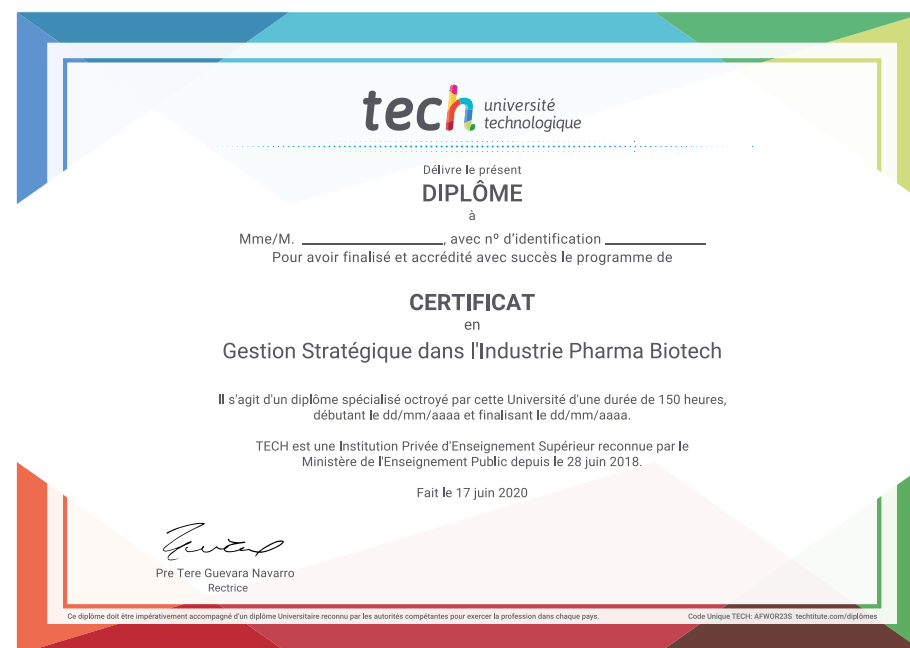 tech université
technologique
Délivre le présent
DIPLÔME
à
Mme/M. ____________________, avec nº d'identification ______________
Pour avoir finalisé et accrédité avec succès le programme de
CERTIFICAT
en
Gestion Stratégique dans l'Industrie Pharma Biotech
Il s'agit d'un diplôme spécialisé octroyé par cette Université d'une durée de 150 heures,
débutant le dd/mm/aaaa et finalisant le dd/mm/aaaa.
TECH est une Institution Privée d'Enseignement Supérieur reconnue par le
Ministère de l'Enseignement Public depuis le 28 juin 2018.
Fait le 17 juin 2020
Pre Tere Guevara Navarro
Rectrice
Ce diplôme doit être impérativement accompagné d'un diplôme Universitaire reconnu par les autorités compétantes pour exercer la profession dans chaque pays.
Code Unique TECH: AFWOR23S techtitute.com/diplômes